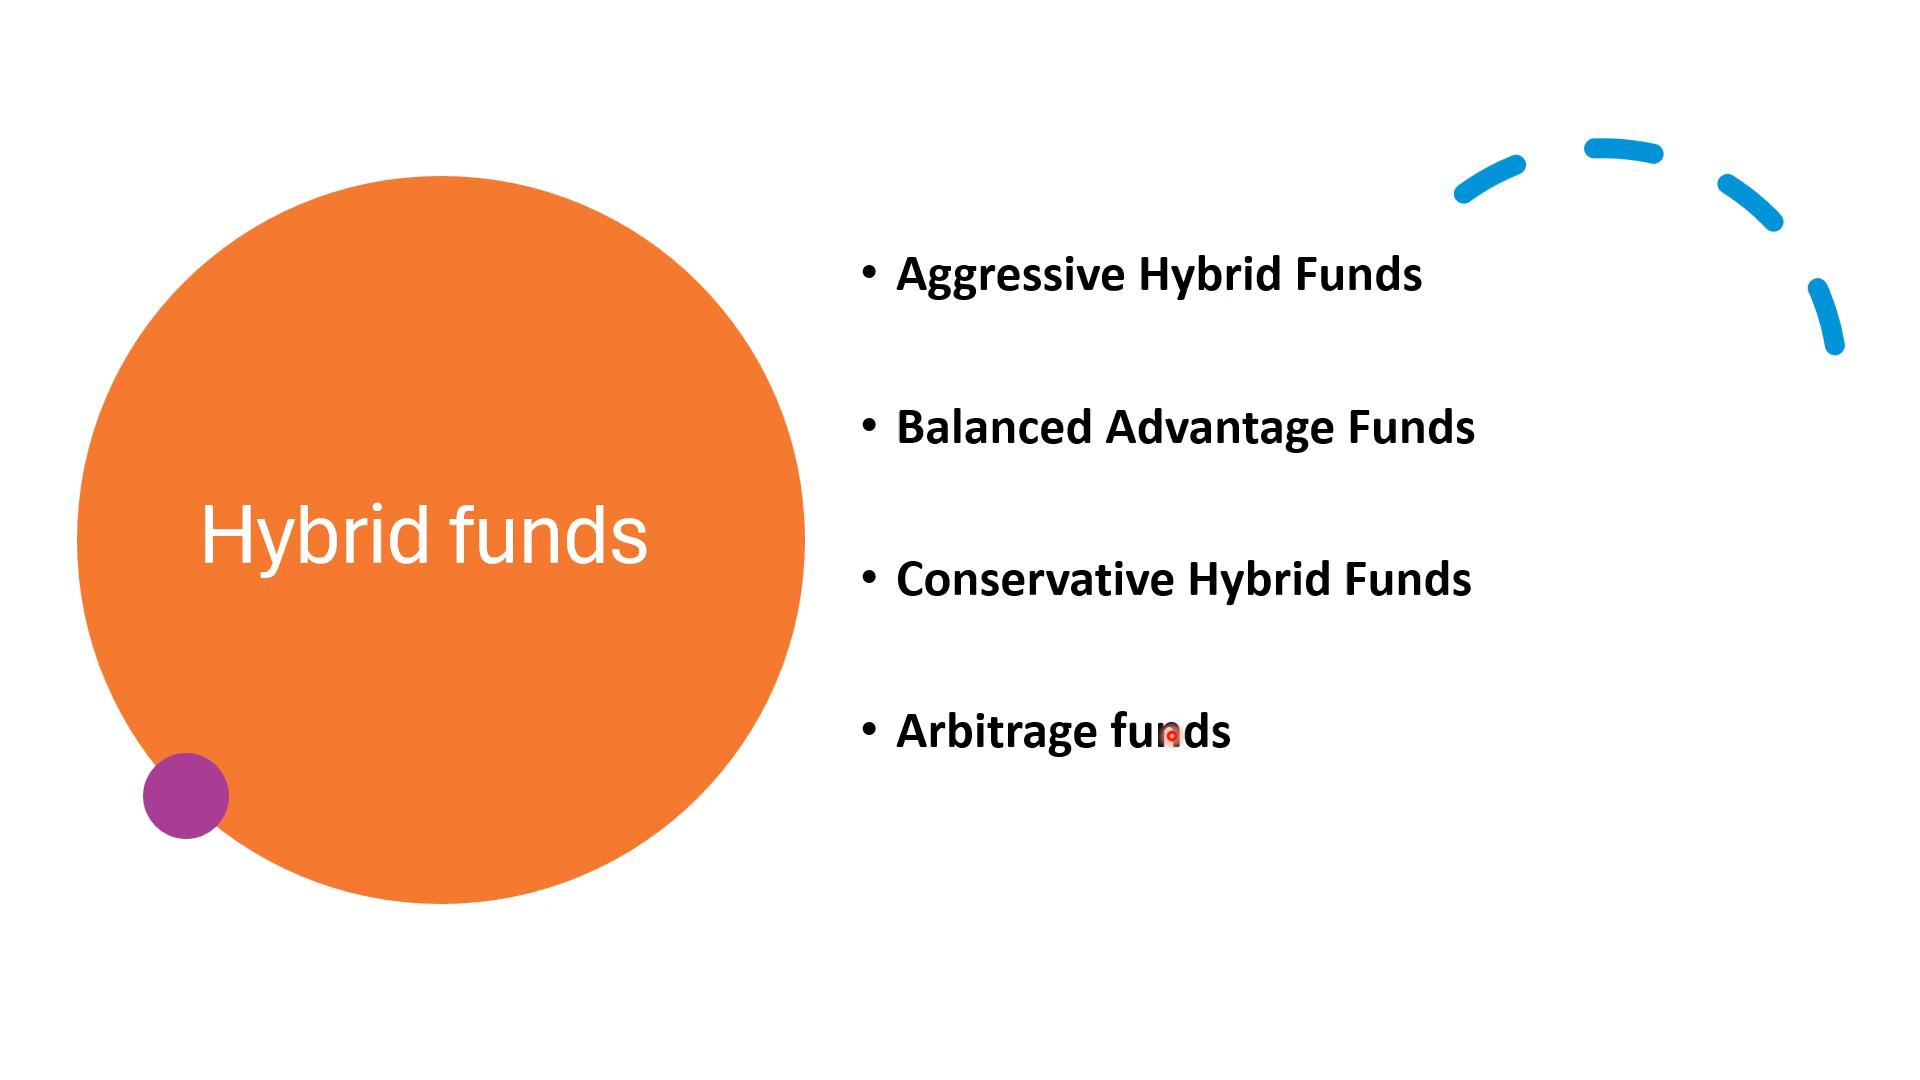 Hybrid funds
• Aggressive Hybrid Funds
• Balanced Advantage Funds
• Conservative Hybrid Funds
• Arbitrage funds